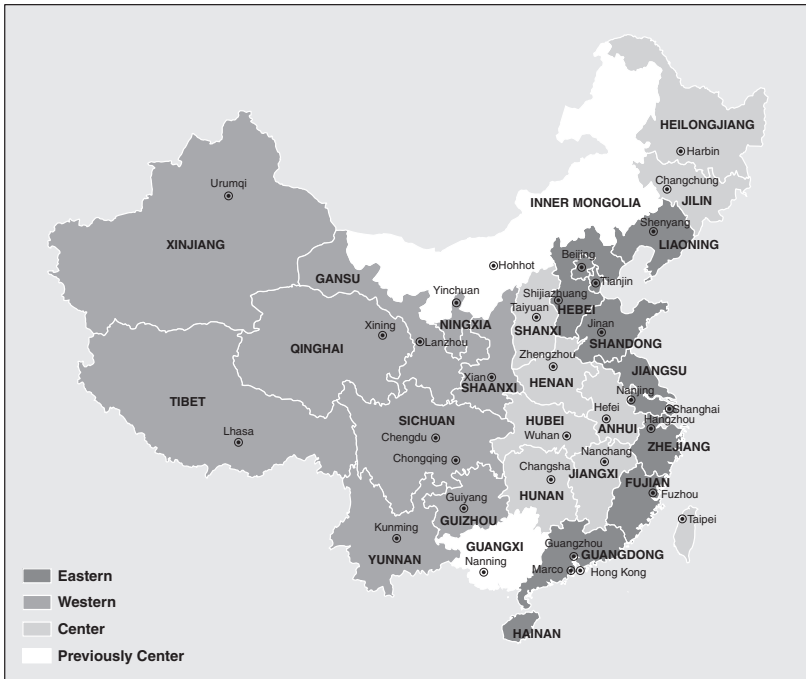 HEILONGJIANG
Harbin
Changchung
JILIN
Urumqi
INNER MONGOLIA
Shenyang
LIAONING
XINJIANG
Beijing
Hohhot
GANSU
Tianjin
Yinchuan
Shijiazhuang
HEBEI
Taiyuan
NINGXIA
Xining
Jinan
SHANXI
Lanzhou
SHANDONG
QINGHAI
Zhengzhou
JIANGSU
Xian
HENAN
SHAANXI
Nanjing
TIBET
Hefei
Shanghai
SICHUAN
HUBEI
Hangzhou
ANHUI
Lhasa
Chengdu
Wuhan
ZHEJIANG
Chongqing
Nanchang
Changsha
JIANGXI
FUJIAN
Guiyang
HUNAN
Fuzhou
GUIZHOU
Taipei
Kunming
GUANGXI
Guangzhou
GUANGDONG
YUNNAN
Nanning
Marco
Hong Kong
HAINAN
Eastern
Western
Center
Previously Center